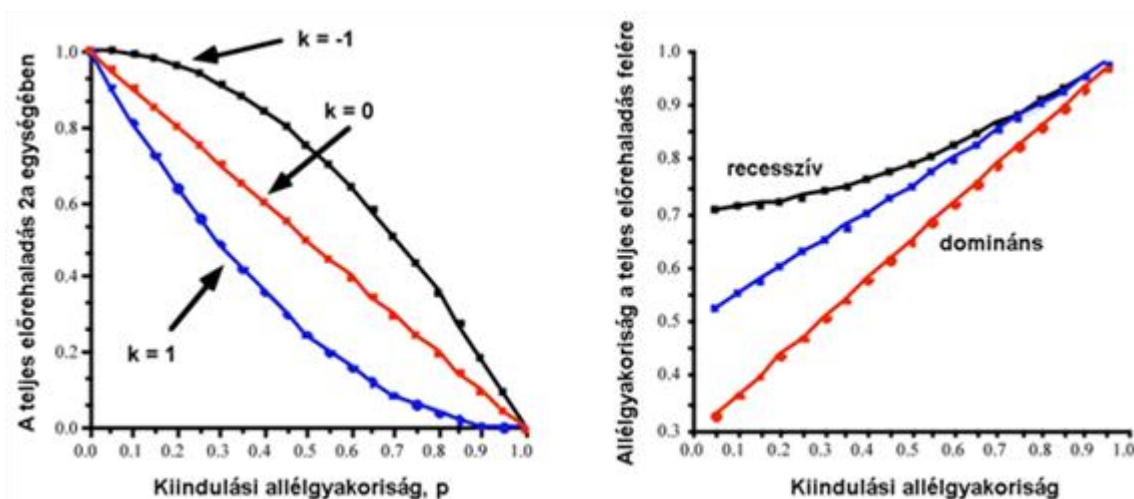 A teljes előrehaladás 2a egységében
1.0
0.8
0.6
0.4
0.2
0.0
k = -1
k = 0
k = 1
0.0 0.1 0.2 0.3 0.4 0.5 0.6 0.7 0.8 0.9 1.0
Kiindulási allélgyakoriság, p
Allélgyakoriság a teljes előrehaladás felére
1.0
0.9
0.8
0.7
0.6
0.5
0.4
0.3
recesszív
domináns
0.0 0.1 0.2 0.3 0.4 0.5 0.6 0.7 0.8 0.9 1.0
Kiindulási allélgyakoriság